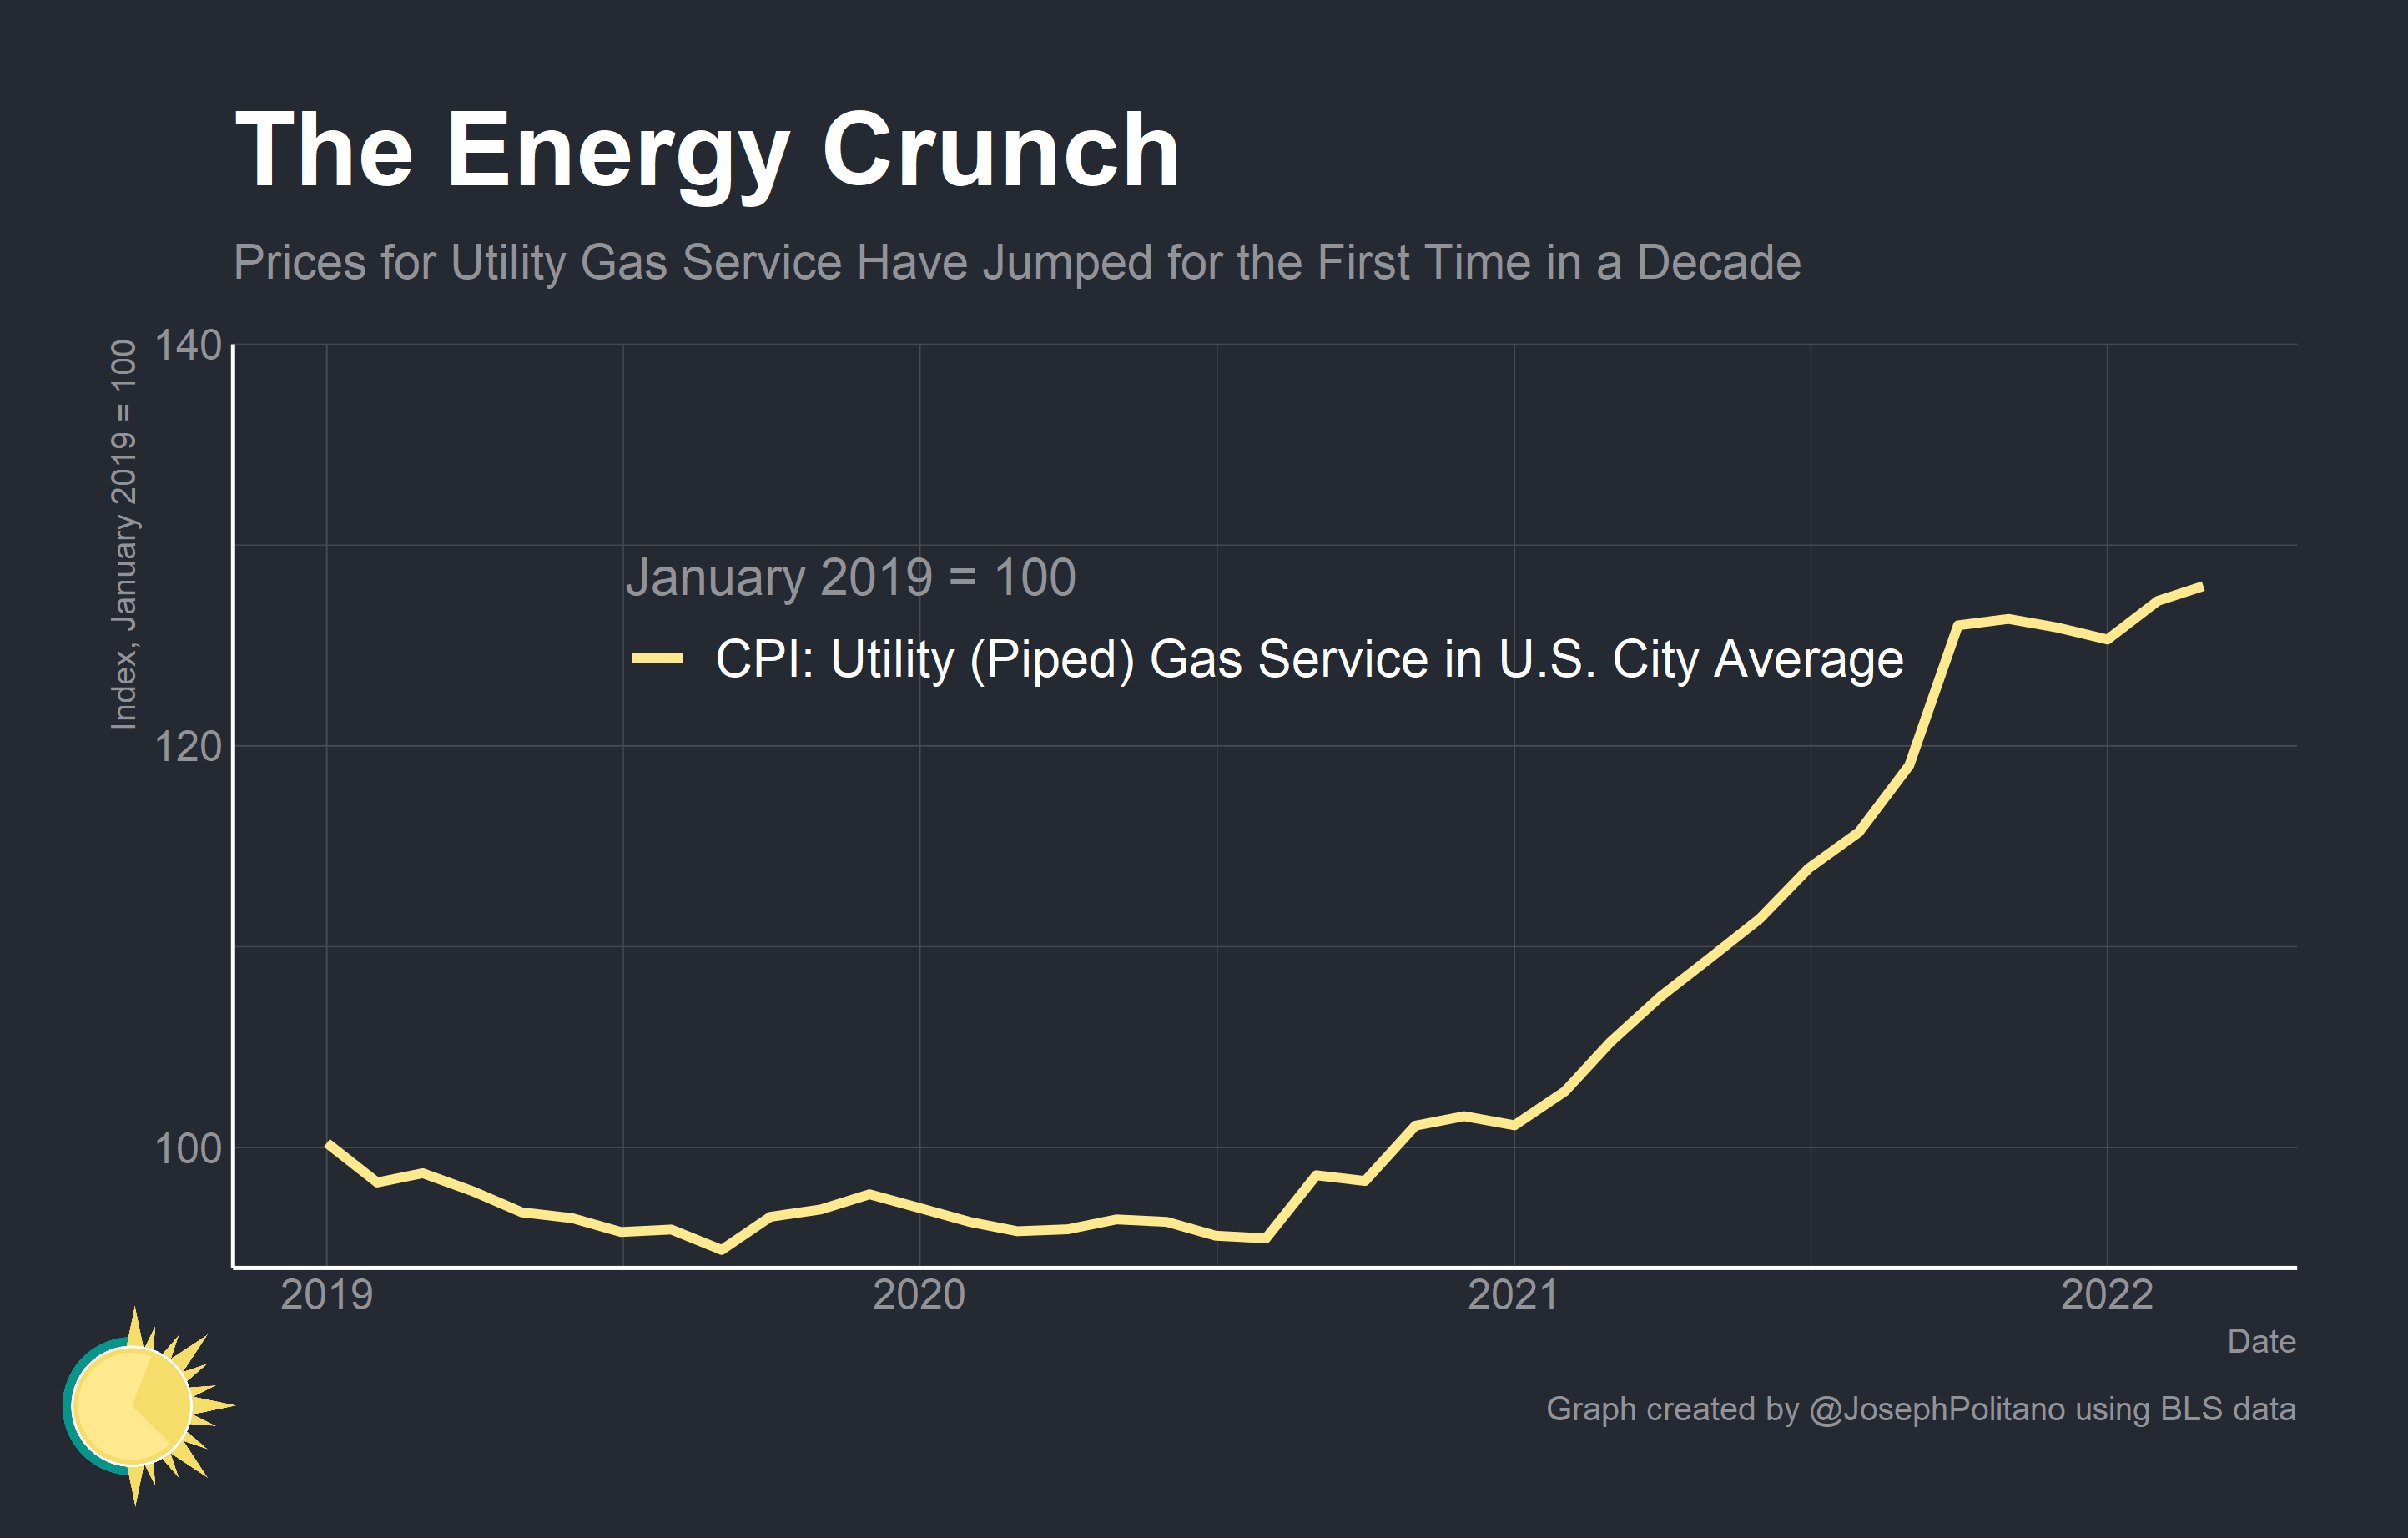 The Energy Crunch
Prices for Utility Gas Service Have Jumped for the First Time in a Decade
Index, January 2019 = 100
140
120
100
January 2019 = 100
CPI: Utility (Piped) Gas Service in U.S. City Average
2019
2020
2021
2022
Date
Graph created by @JosephPolitano using BLS data